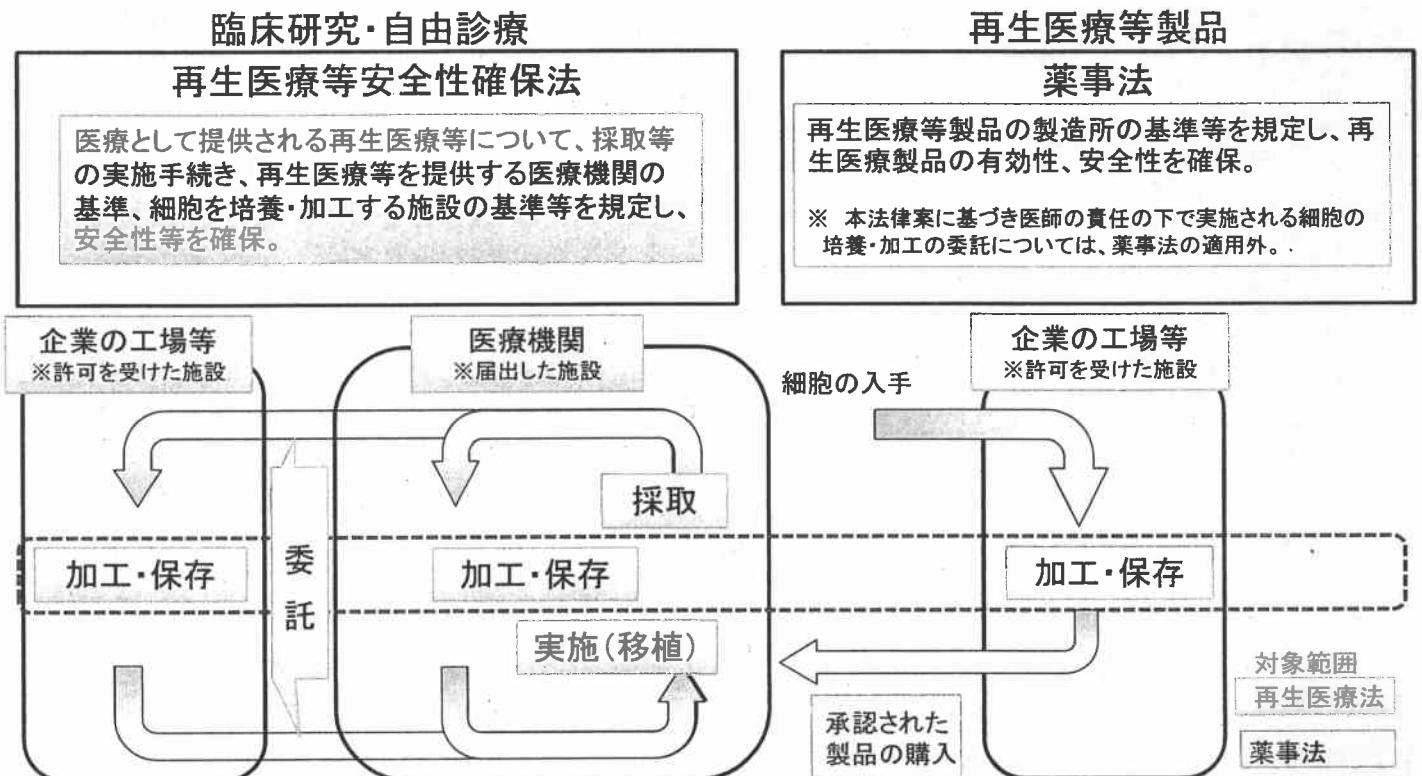 臨床研究・自由診療
再生医療等安全性確保法
医療として提供される再生医療等について、採取等
の実施手続き、再生医療等を提供する医療機関の
基準、細胞を培養・加工する施設の基準等を規定し、
安全性等を確保。
再生医療等製品
薬事法
再生医療等製品の製造所の基準等を規定し、再
生医療製品の有効性、安全性を確保。
※ 本法律案に基づき医師の責任の下で実施される細胞の
培養・加工の委託については、薬事法の適用外。
企業の工場等
※許可を受けた施設
医療機関
※届出した施設
細胞の入手
企業の工場等
※許可を受けた施設
採取
加工・保存
委託
加工・保存
加工・保存
実施(移植)
承認された
製品の購入
対象範囲
再生医療法
薬事法